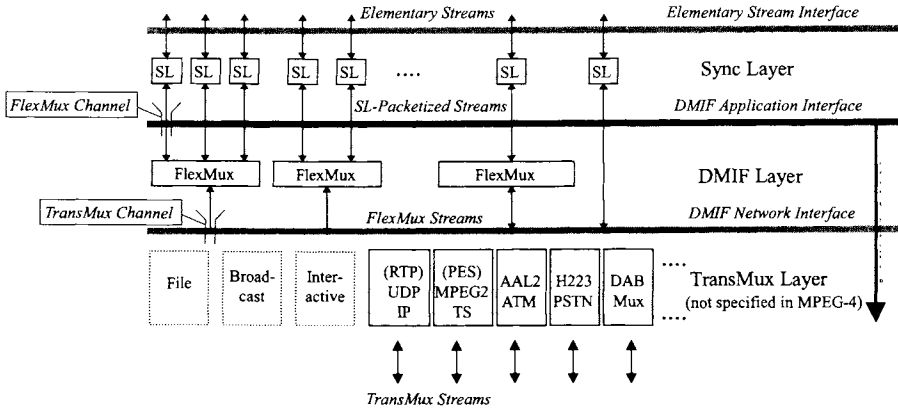 Elementary Streams
Elementary Stream Interface
SL SL SL SL SL .... SL SL
Sync Layer
FlexMux Channel
SL-Packetized Streams
DMIF Application Interface
FlexMux FlexMux FlexMux
DMIF Layer
TransMux Channel
FlexMux Streams
DMIF Network Interface
File
Broad-
cast
Inter-
active
(RTP)
UDP
IP
(PES)
MPEG2
TS
AAL2
ATM
H223
PSTN
DAB
Mux
....
....
TransMux Layer
(not specified in MPEG-4)
TransMux Streams